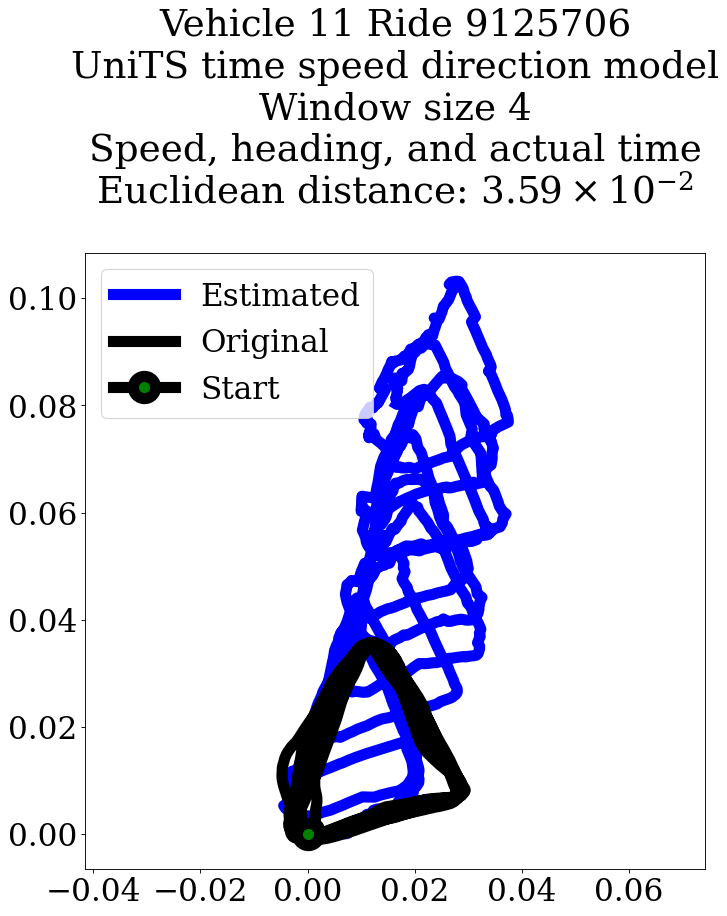 Vehicle 11 Ride 9125706
UniTS time speed direction model
Window size 4
Speed, heading, and actual time
Euclidean distance: 3.59 × 10⁻²
Estimated
Original
Start
0.10
0.08
0.06
0.04
0.02
0.00
−0.04 −0.02 0.00 0.02 0.04 0.06